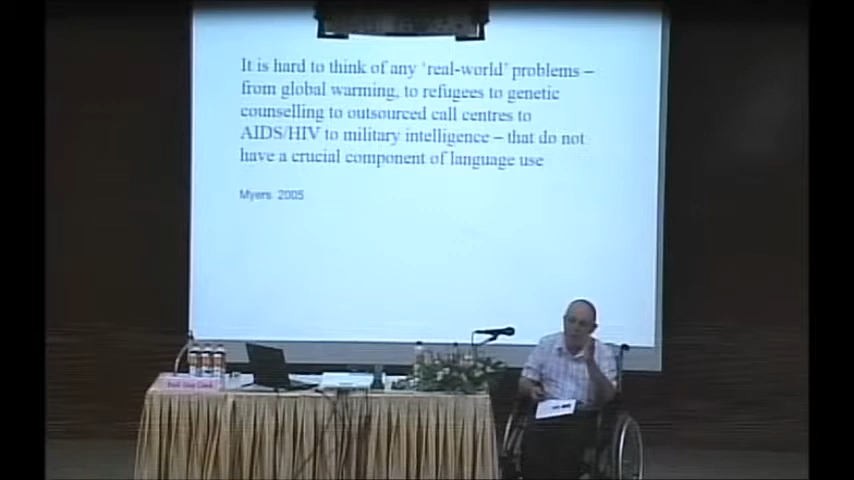 It is hard to think of any ‘real-world’ problems –
from global warming, to refugees to genetic
counselling to outsourced call centres to
AIDS/HIV to military intelligence – that do not
have a crucial component of language use
Myers 2005